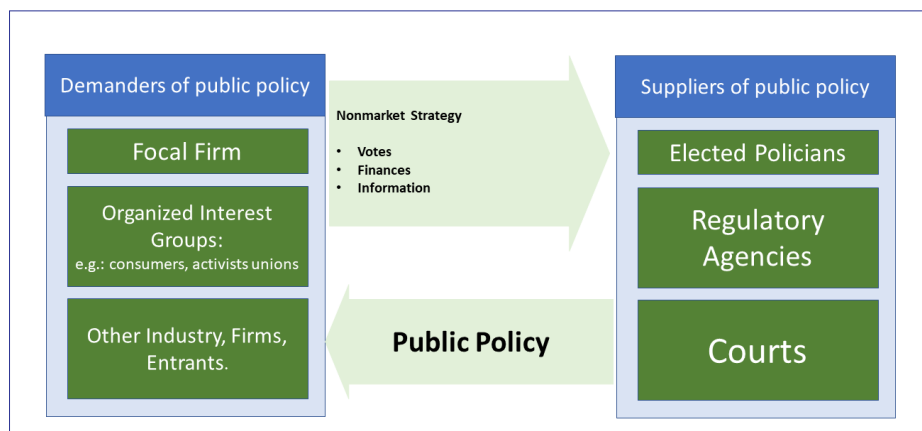 Demanders of public policy
Focal Firm
Organized Interest
Groups:
e.g.: consumers, activists unions
Other Industry, Firms,
Entrants.
Nonmarket Strategy
• Votes
• Finances
• Information
Public Policy
Suppliers of public policy
Elected Policians
Regulatory
Agencies
Courts